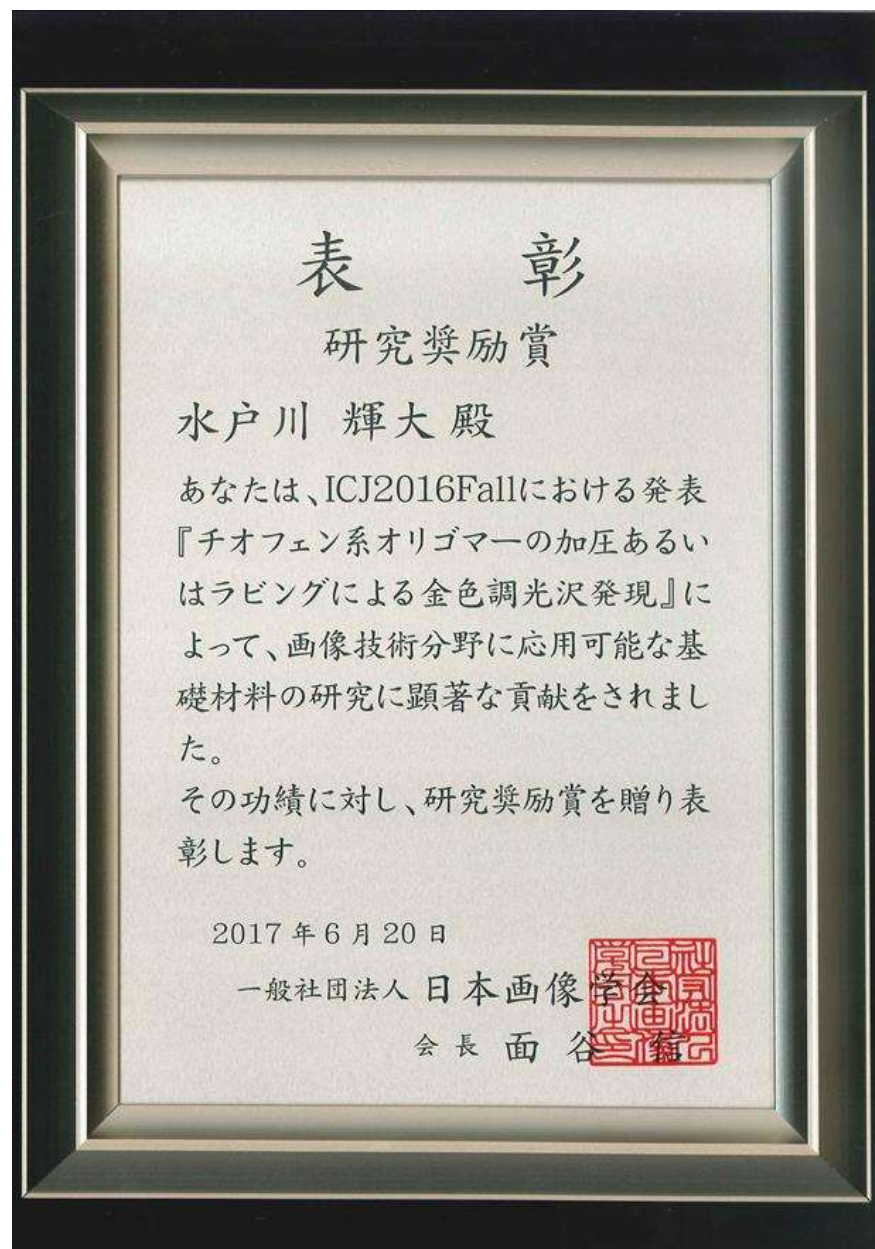 表 彰
研究奨励賞
水戸川 輝大 殿
あなたは、ICJ2016Fallにおける発表
『チオフェン系オリゴマーの加圧あるい
はラビングによる金色調光沢発現』に
よって、画像技術分野に応用可能な基
礎材料の研究に顕著な貢献をされまし
た。
その功績に対し、研究奨励賞を贈り表
彰します。
2017 年 6 月 20 日
一般社団法人 日本画像学会
会 長 面 谷 信